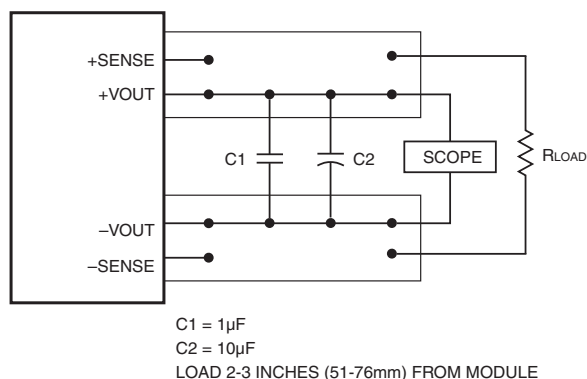 +SENSE
+VOUT
C1
C2
SCOPE
RLOAD
−VOUT
−SENSE
C1 = 1µF
C2 = 10µF
LOAD 2-3 INCHES (51-76mm) FROM MODULE